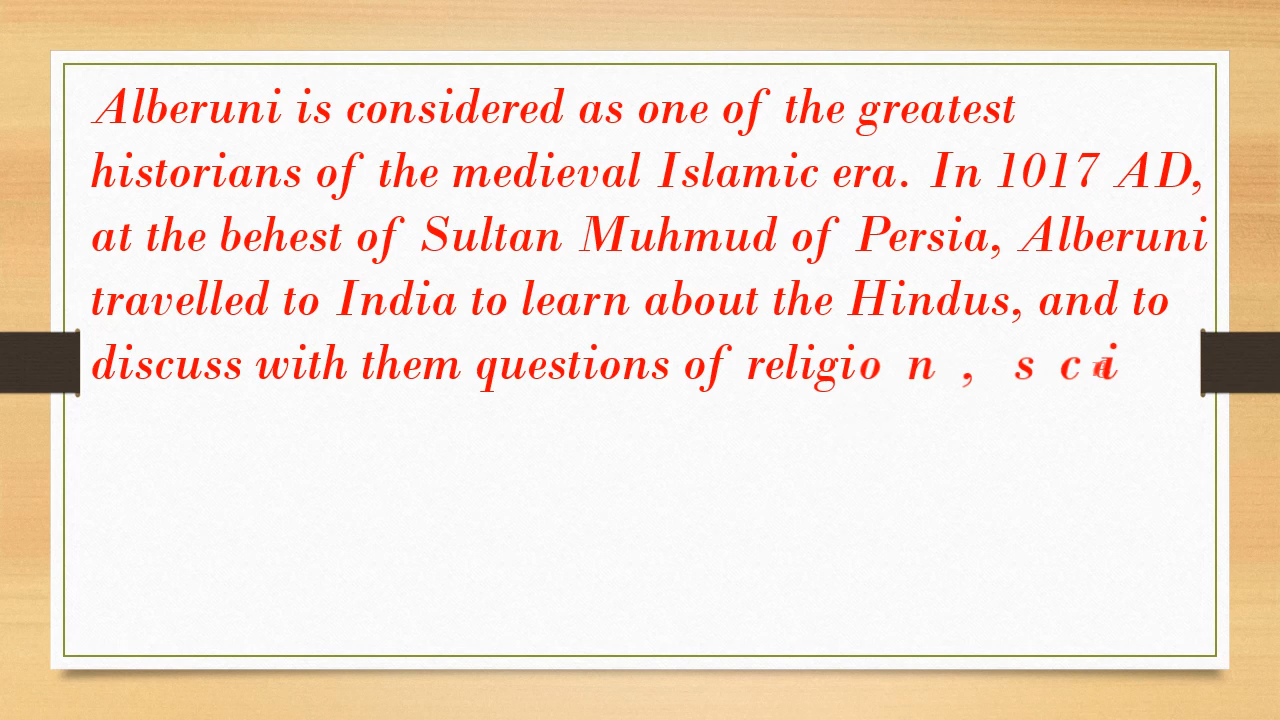 Alberuni is considered as one of the greatest
historians of the medieval Islamic era. In 1017 AD,
at the behest of Sultan Muhmud of Persia, Alberuni
travelled to India to learn about the Hindus, and to
discuss with them questions of religion,